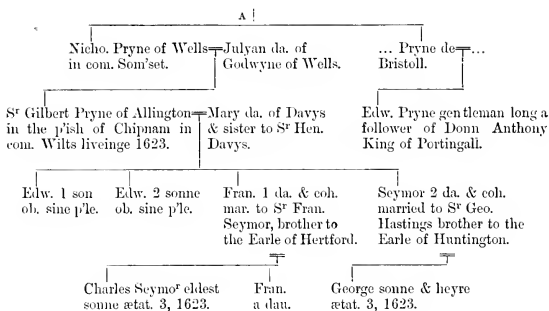 A
Nicho. Pryne of Wells
in com. Som'set.
Julyan da. of
Godwyne of Wells.
... Pryne de
Bristoll.
...
Sr Gilbert Pryne of Allington
in the p'ish of Chipnam in
com. Wilts liveinge 1623.
Mary da. of Davys
& sister to Sr Hen.
Davys.
Edw. Pryne gentleman long a
follower of Donn Anthony
King of Portingall.
Edw. 1 son
ob. sine p'le.
Edw. 2 sonne
ob. sine p'le.
Fran. 1 da. & coh.
mar. to Sr Fran.
Seymor, brother to
the Earle of Hertford.
Seymor 2 da. & coh.
married to Sr Geo.
Hastings brother to the
Earle of Huntington.
Charles Seymor eldest
sonne ætat. 3, 1623.
Fran.
a dau.
George sonne & heyre
ætat. 3, 1623.